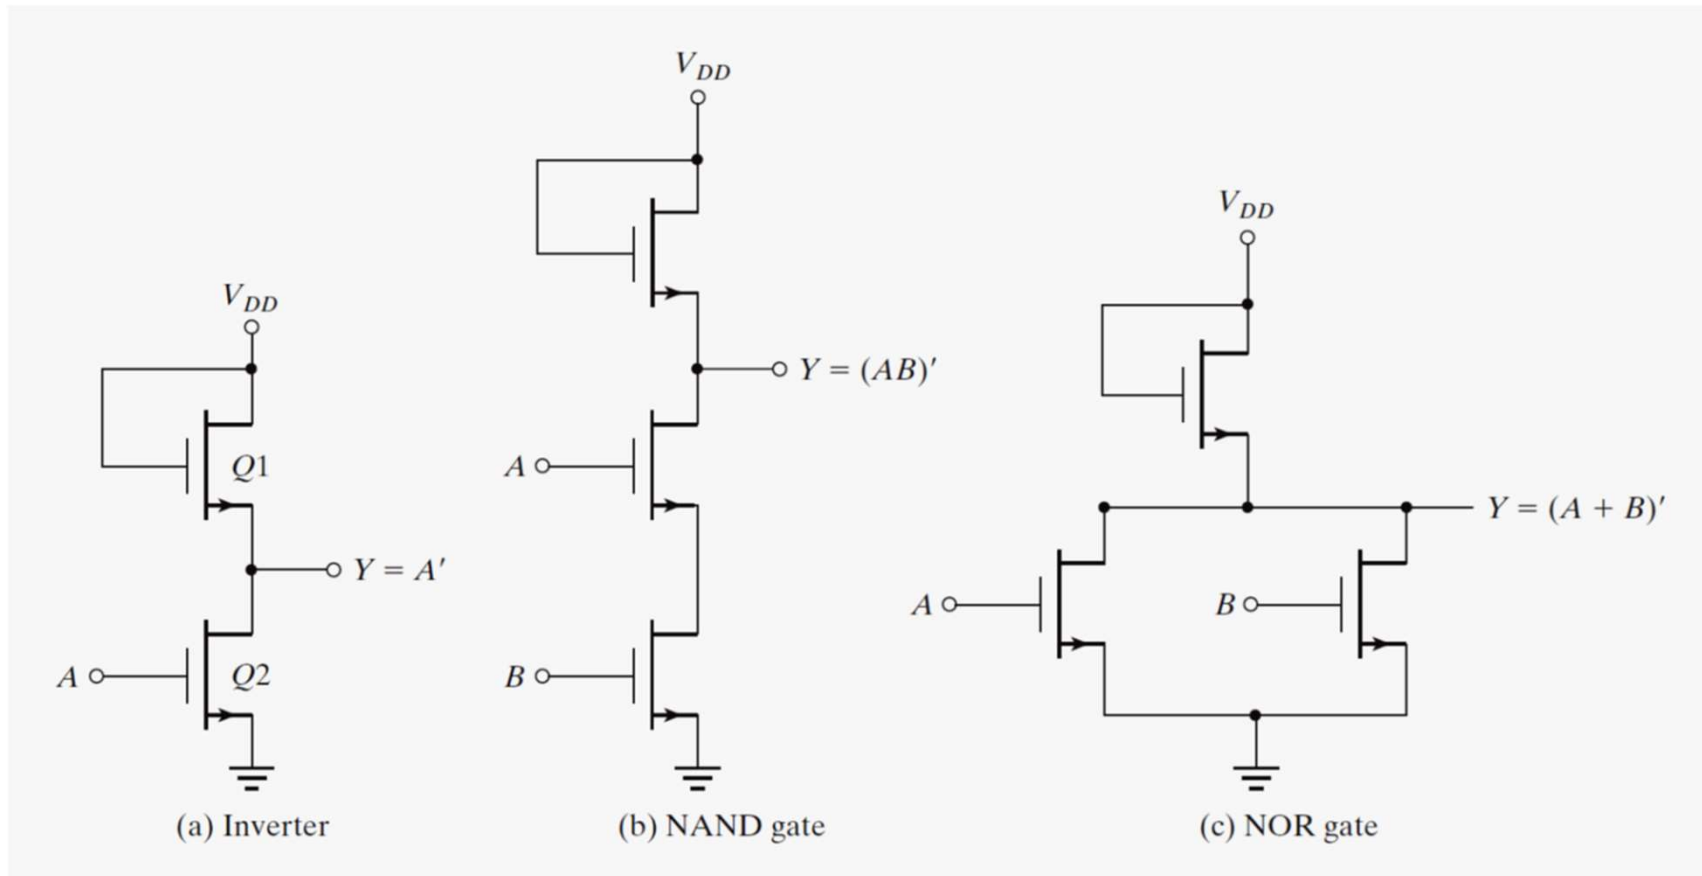 V_DD
Q1
Y = A′
A
Q2
(a) Inverter
V_DD
Y = (AB)′
A
B
(b) NAND gate
V_DD
Y = (A + B)′
A
B
(c) NOR gate